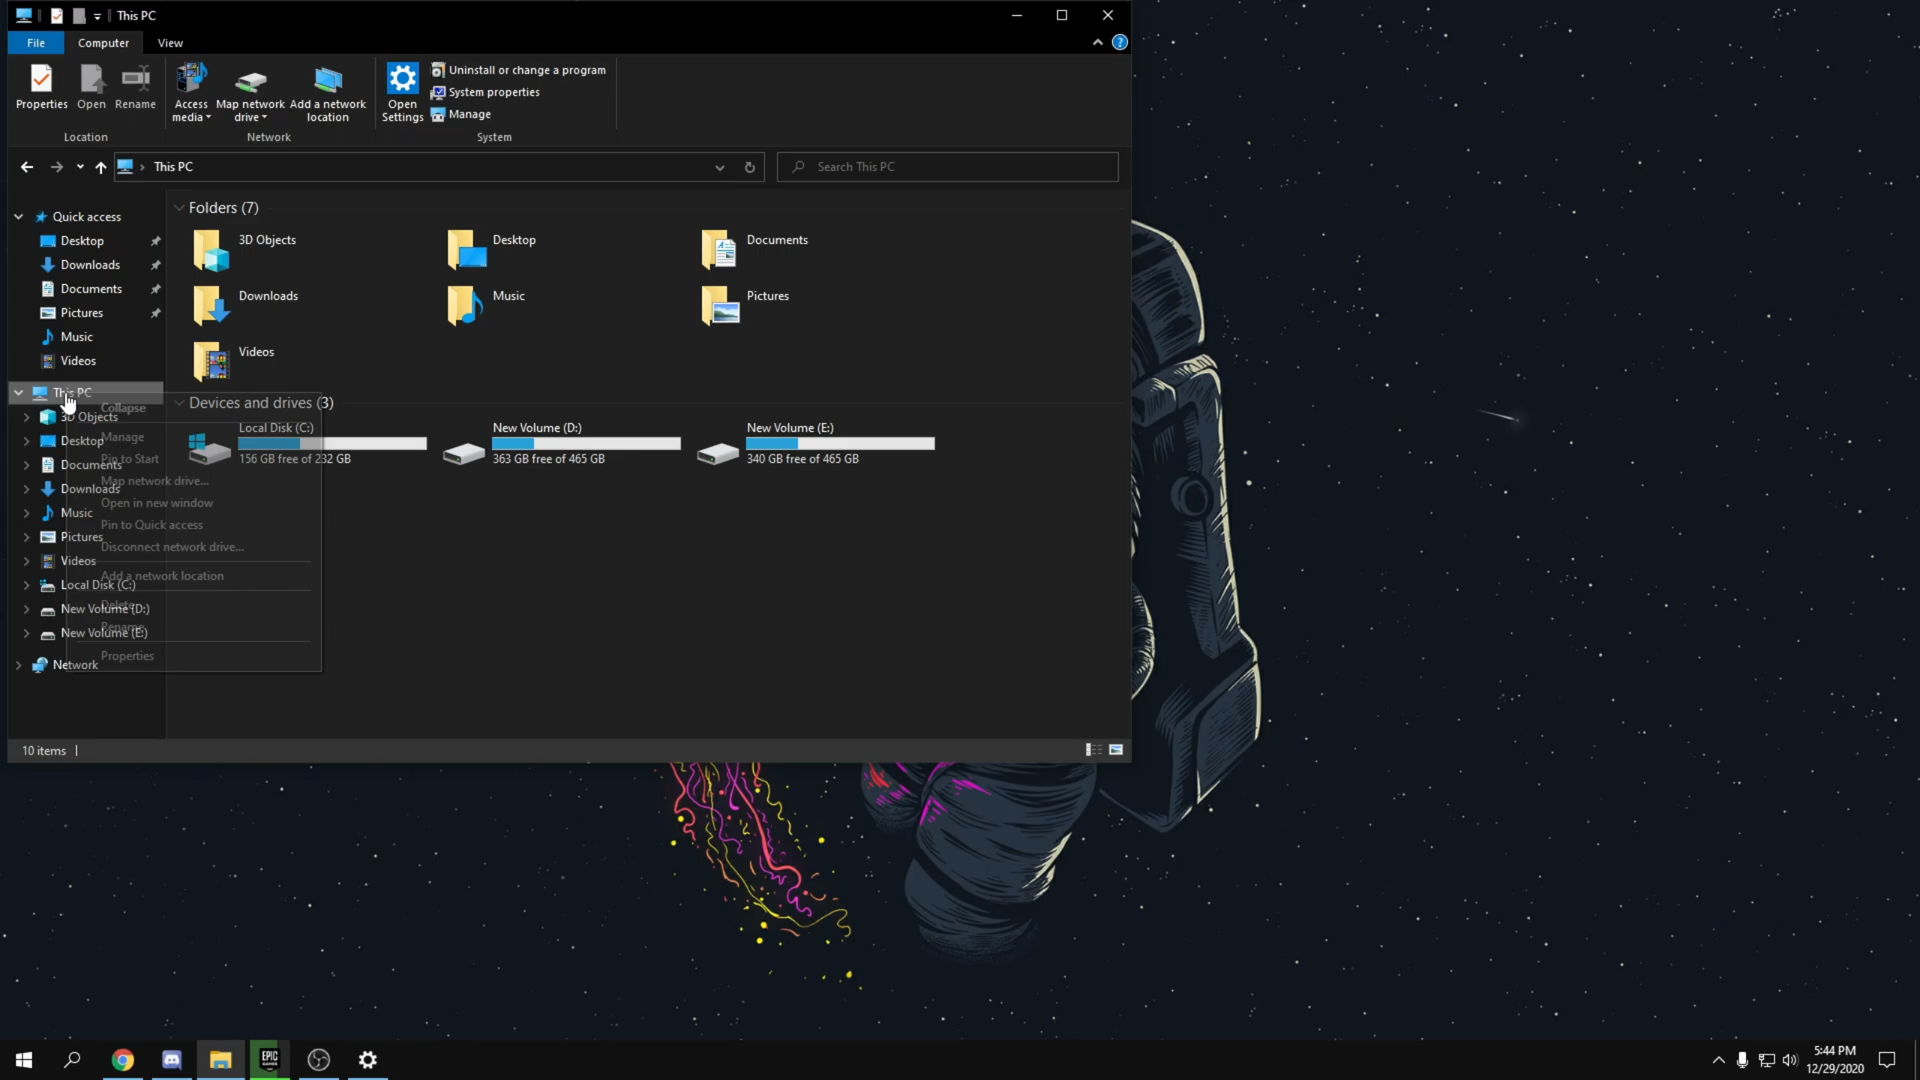 This PC
File Computer View
Properties Open Rename Access media Map network drive Add a network location Open Settings Uninstall or change a program
System properties
Manage
Location Network System
This PC Search This PC
Quick access
Desktop
Downloads
Documents
Pictures
Music
Videos
This PC
3D Objects
Desktop
Documents
Downloads
Music
Pictures
Videos
Local Disk (C:)
New Volume (D:)
New Volume (E:)
Network
Collapse
Manage
Pin to Start
Map network drive...
Open in new window
Pin to Quick access
Disconnect network drive...
Add a network location
Delete
Rename
Properties
Folders (7)
3D Objects Desktop Documents
Downloads Music Pictures
Videos
Devices and drives (3)
Local Disk (C:) New Volume (D:) New Volume (E:)
156 GB free of 232 GB 363 GB free of 465 GB 340 GB free of 465 GB
10 items
EPIC GAMES
5:44 PM
12/29/2020